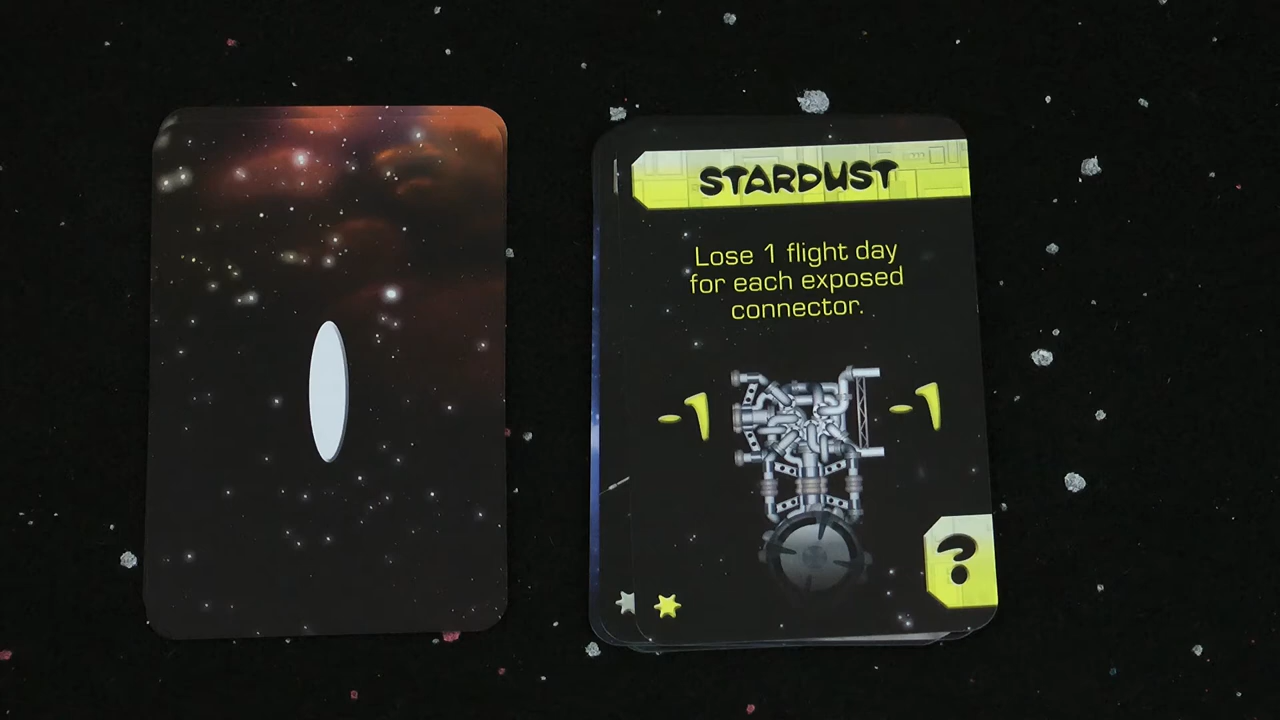 STARDUST
Lose 1 flight day
for each exposed
connector.
-1 -1
?